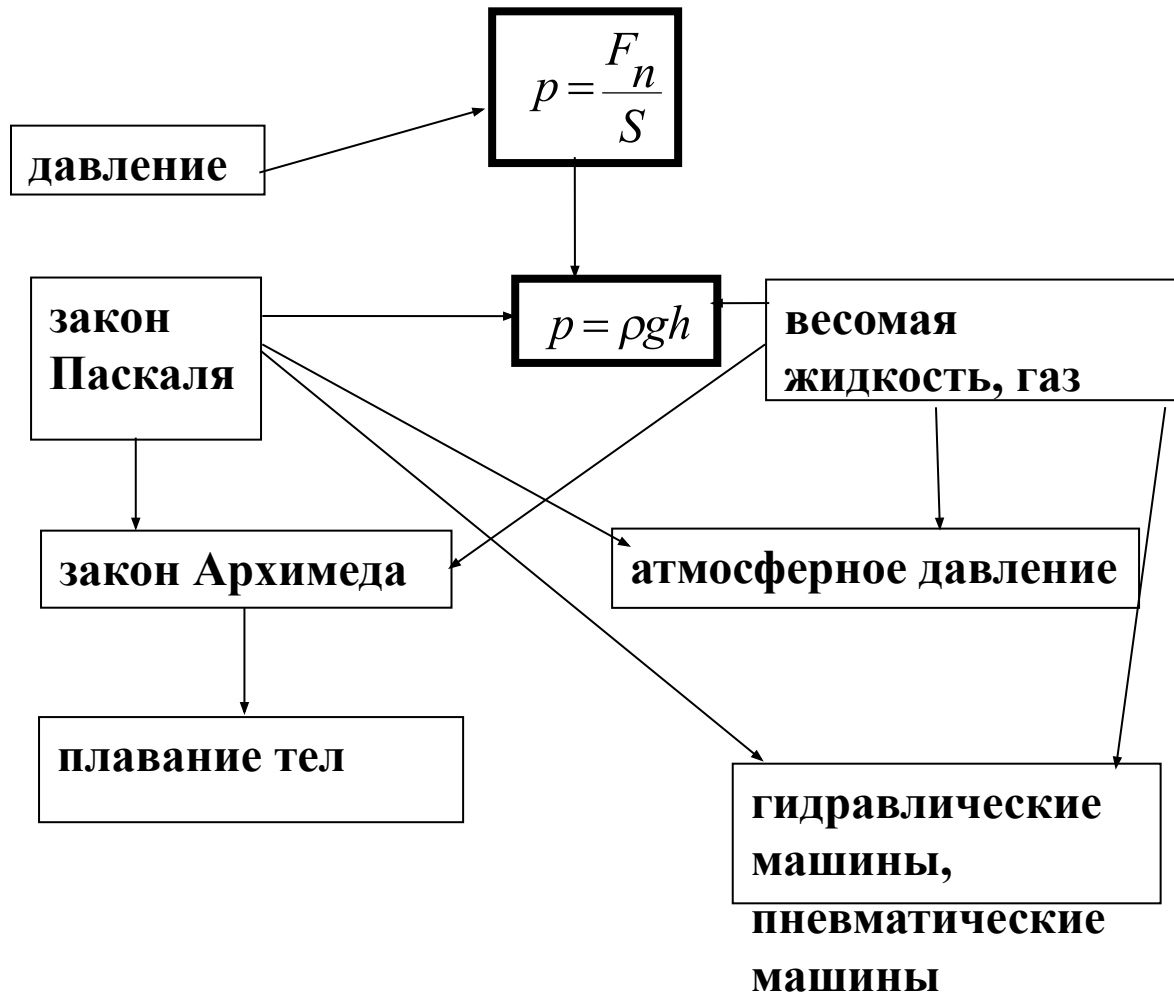 p = F_n / S
давление
закон
Паскаля
p = ρgh
весомая
жидкость, газ
закон Архимеда
атмосферное давление
плавание тел
гидравлические
машины,
пневматические
машины